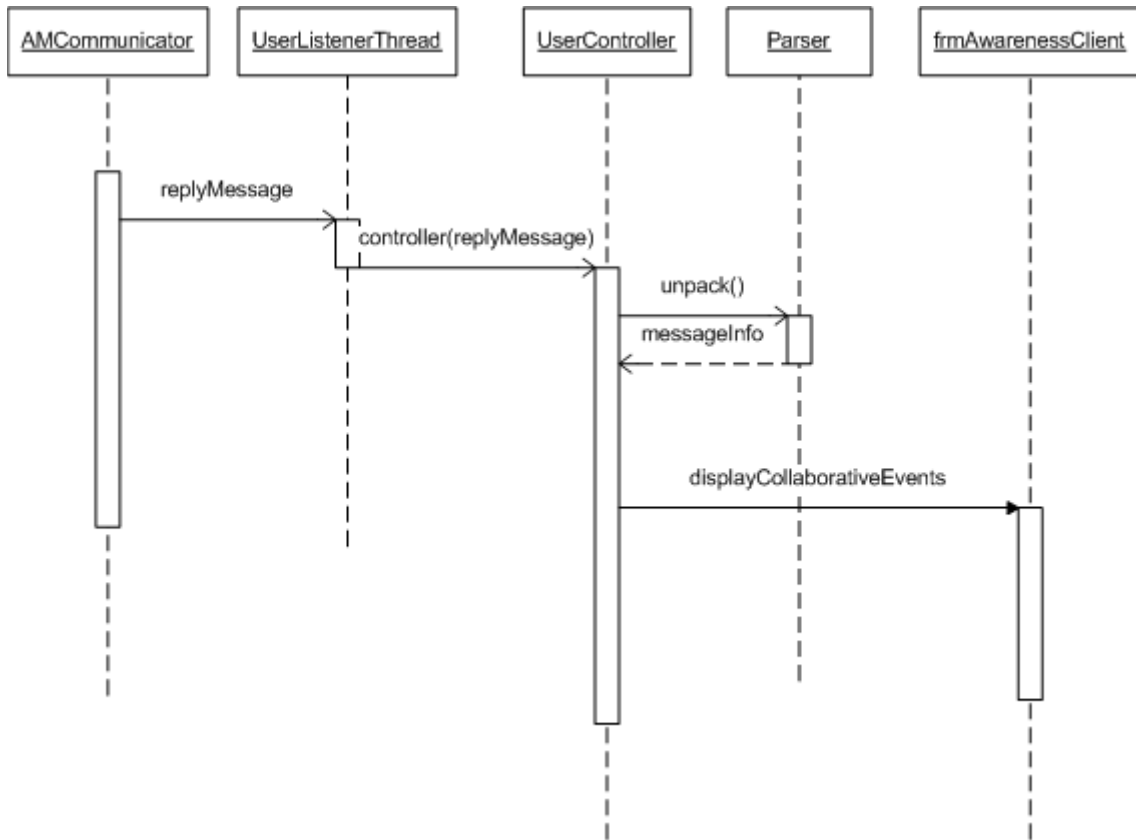 AMCommunicator
UserListenerThread
UserController
Parser
frmAwarenessClient
replyMessage
controller(replyMessage)
unpack()
messageInfo
displayCollaborativeEvents